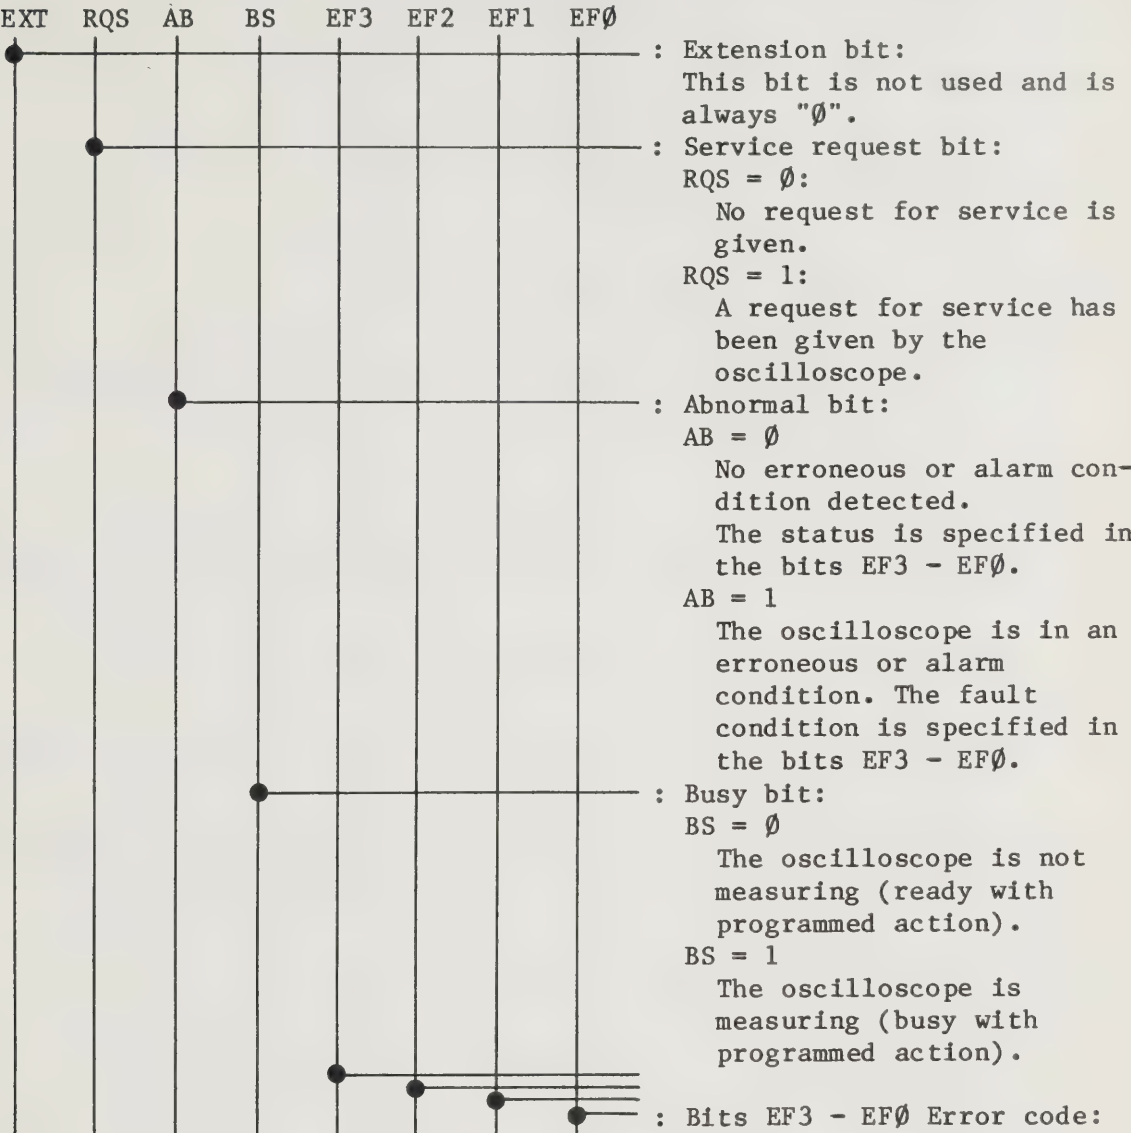 EXT RQS AB BS EF3 EF2 EF1 EFØ
: Extension bit:
This bit is not used and is
always "Ø".
: Service request bit:
RQS = Ø:
No request for service is
given.
RQS = 1:
A request for service has
been given by the
oscilloscope.
: Abnormal bit:
AB = Ø
No erroneous or alarm con-
dition detected.
The status is specified in
the bits EF3 - EFØ.
AB = 1
The oscilloscope is in an
erroneous or alarm
condition. The fault
condition is specified in
the bits EF3 - EFØ.
: Busy bit:
BS = Ø
The oscilloscope is not
measuring (ready with
programmed action).
BS = 1
The oscilloscope is
measuring (busy with
programmed action).
: Bits EF3 - EFØ Error code: